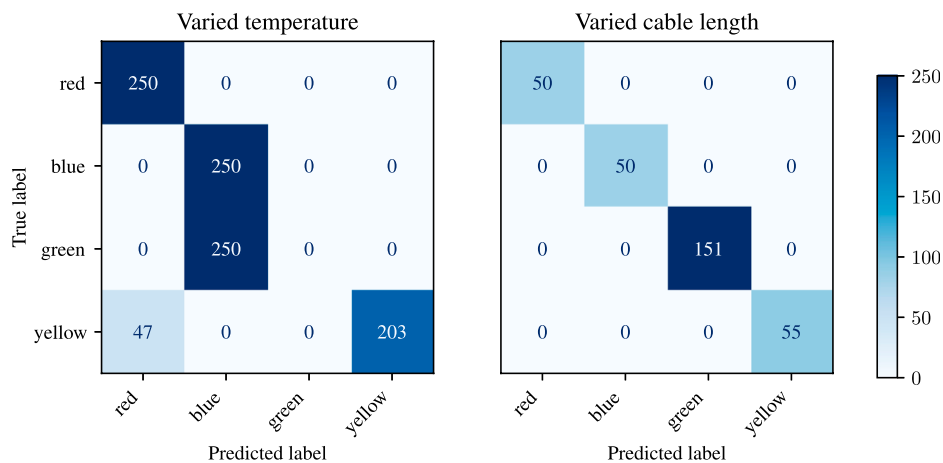 Varied temperature
Varied cable length
red
250 0 0 0
50 0 0 0
blue
0 250 0 0
0 50 0 0
green
0 250 0 0
0 0 151 0
yellow
47 0 0 203
0 0 0 55
True label
red blue green yellow
red blue green yellow
Predicted label
Predicted label
250
200
150
100
50
0